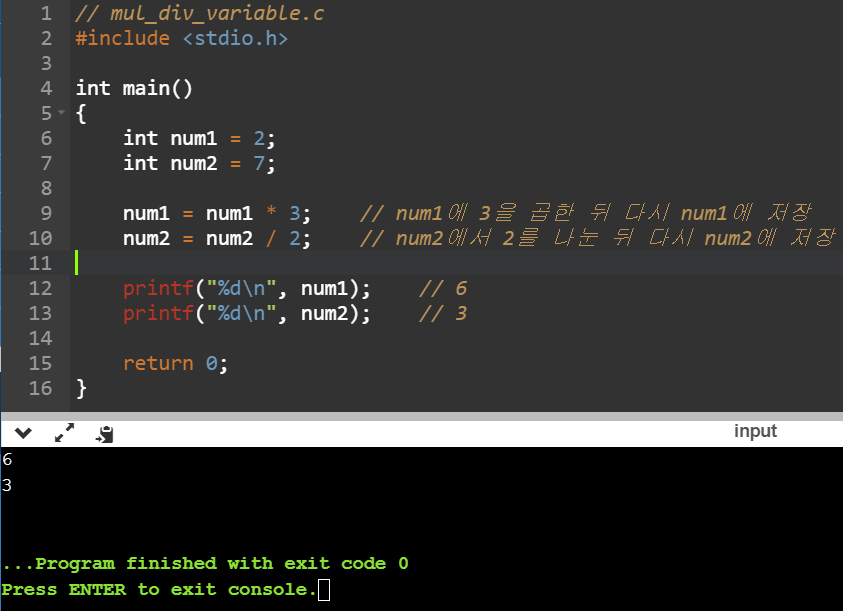 1 // mul_div_variable.c
2 #include <stdio.h>
3
4 int main()
5 {
6     int num1 = 2;
7     int num2 = 7;
8
9     num1 = num1 * 3;    // num1에 3을 곱한 뒤 다시 num1에 저장
10     num2 = num2 / 2;    // num2에서 2를 나눈 뒤 다시 num2에 저장
11
12     printf("%d\n", num1);    // 6
13     printf("%d\n", num2);    // 3
14
15     return 0;
16 }
input
6
3
...Program finished with exit code 0
Press ENTER to exit console.